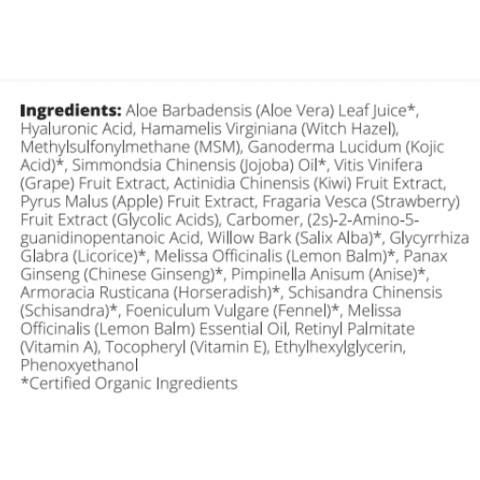 Ingredients: Aloe Barbadensis (Aloe Vera) Leaf Juice*,
Hyaluronic Acid, Hamamelis Virginiana (Witch Hazel),
Methylsulfonylmethane (MSM), Ganoderma Lucidum (Kojic
Acid)*, Simmondsia Chinensis (Jojoba) Oil*, Vitis Vinifera
(Grape) Fruit Extract, Actinidia Chinensis (Kiwi) Fruit Extract,
Pyrus Malus (Apple) Fruit Extract, Fragaria Vesca (Strawberry)
Fruit Extract (Glycolic Acids), Carbomer, (2s)-2-Amino-5-
guanidinopentanoic Acid, Willow Bark (Salix Alba)*, Glycyrrhiza
Glabra (Licorice)*, Melissa Officinalis (Lemon Balm)*, Panax
Ginseng (Chinese Ginseng)*, Pimpinella Anisum (Anise)*,
Armoracia Rusticana (Horseradish)*, Schisandra Chinensis
(Schisandra)*, Foeniculum Vulgare (Fennel)*, Melissa
Officinalis (Lemon Balm) Essential Oil, Retinyl Palmitate
(Vitamin A), Tocopheryl (Vitamin E), Ethylhexylglycerin,
Phenoxyethanol
*Certified Organic Ingredients